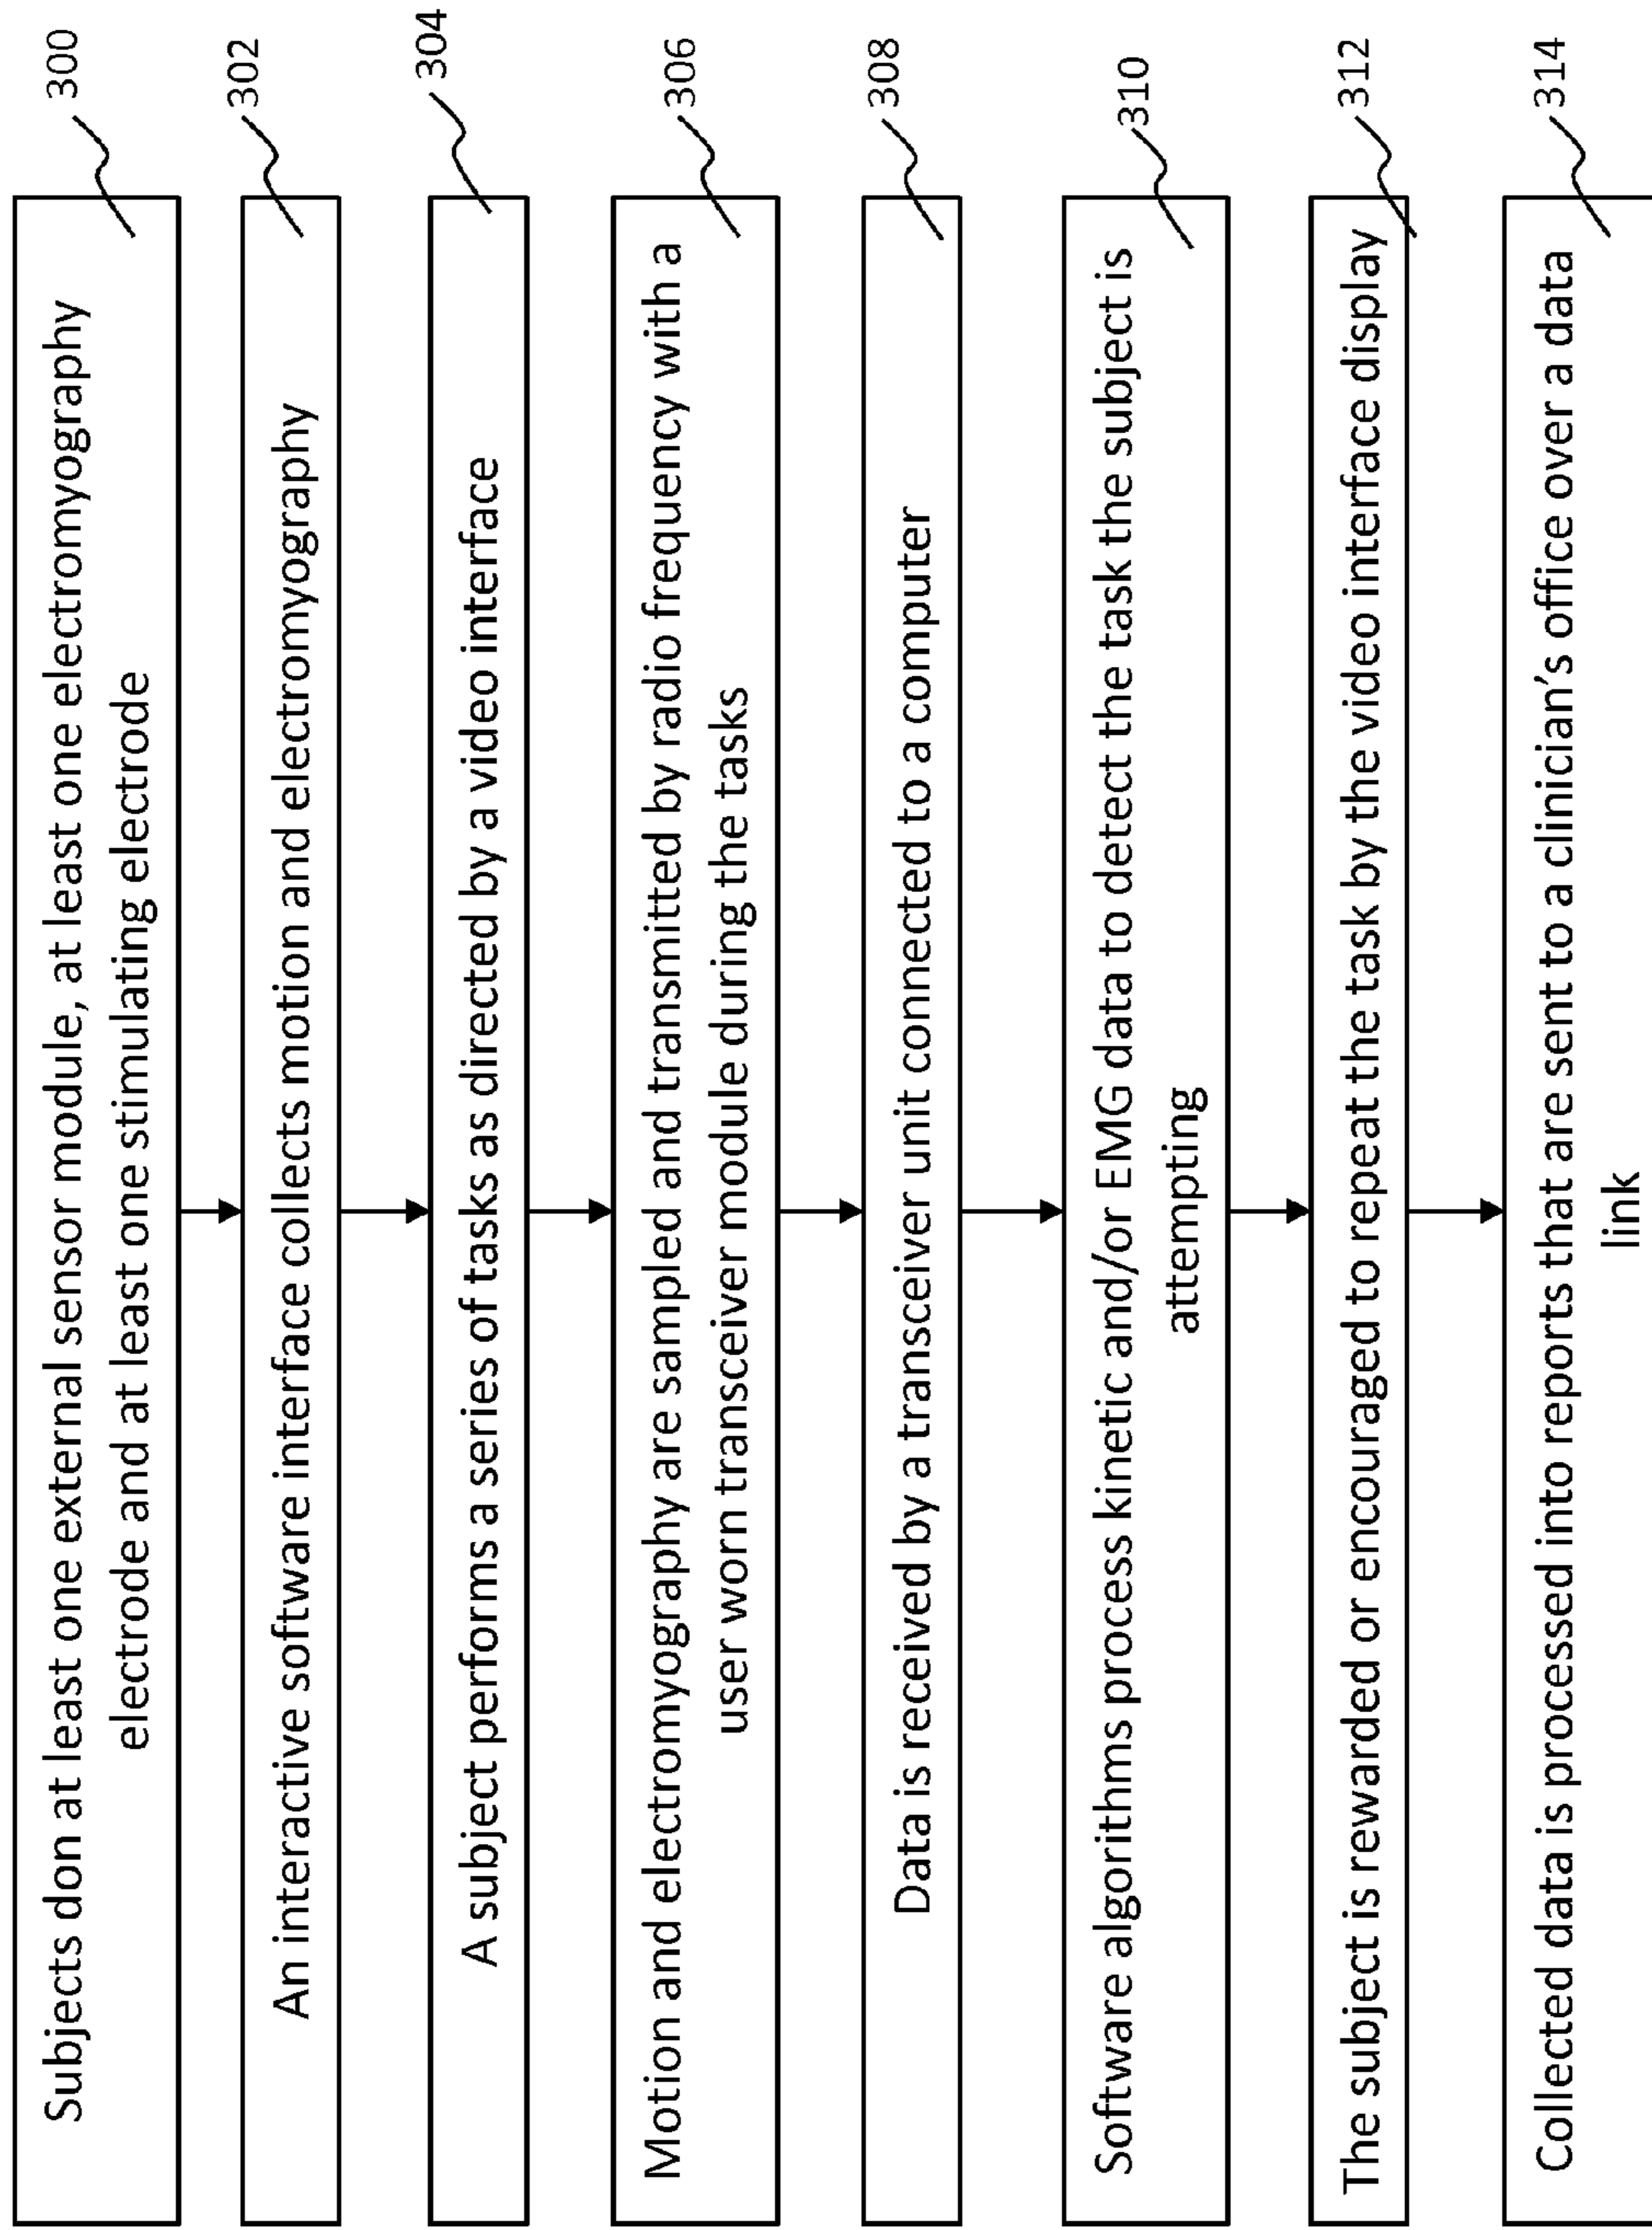 Subjects don at least one external sensor module, at least one electromyography
electrode and at least one stimulating electrode
300
An interactive software interface collects motion and electromyography
302
A subject performs a series of tasks as directed by a video interface
304
Motion and electromyography are sampled and transmitted by radio frequency with a
user worn transceiver module during the tasks
306
Data is received by a transceiver unit connected to a computer
308
Software algorithms process kinetic and/or EMG data to detect the task the subject is
attempting
310
The subject is rewarded or encouraged to repeat the task by the video interface display
312
Collected data is processed into reports that are sent to a clinician’s office over a data
link
314